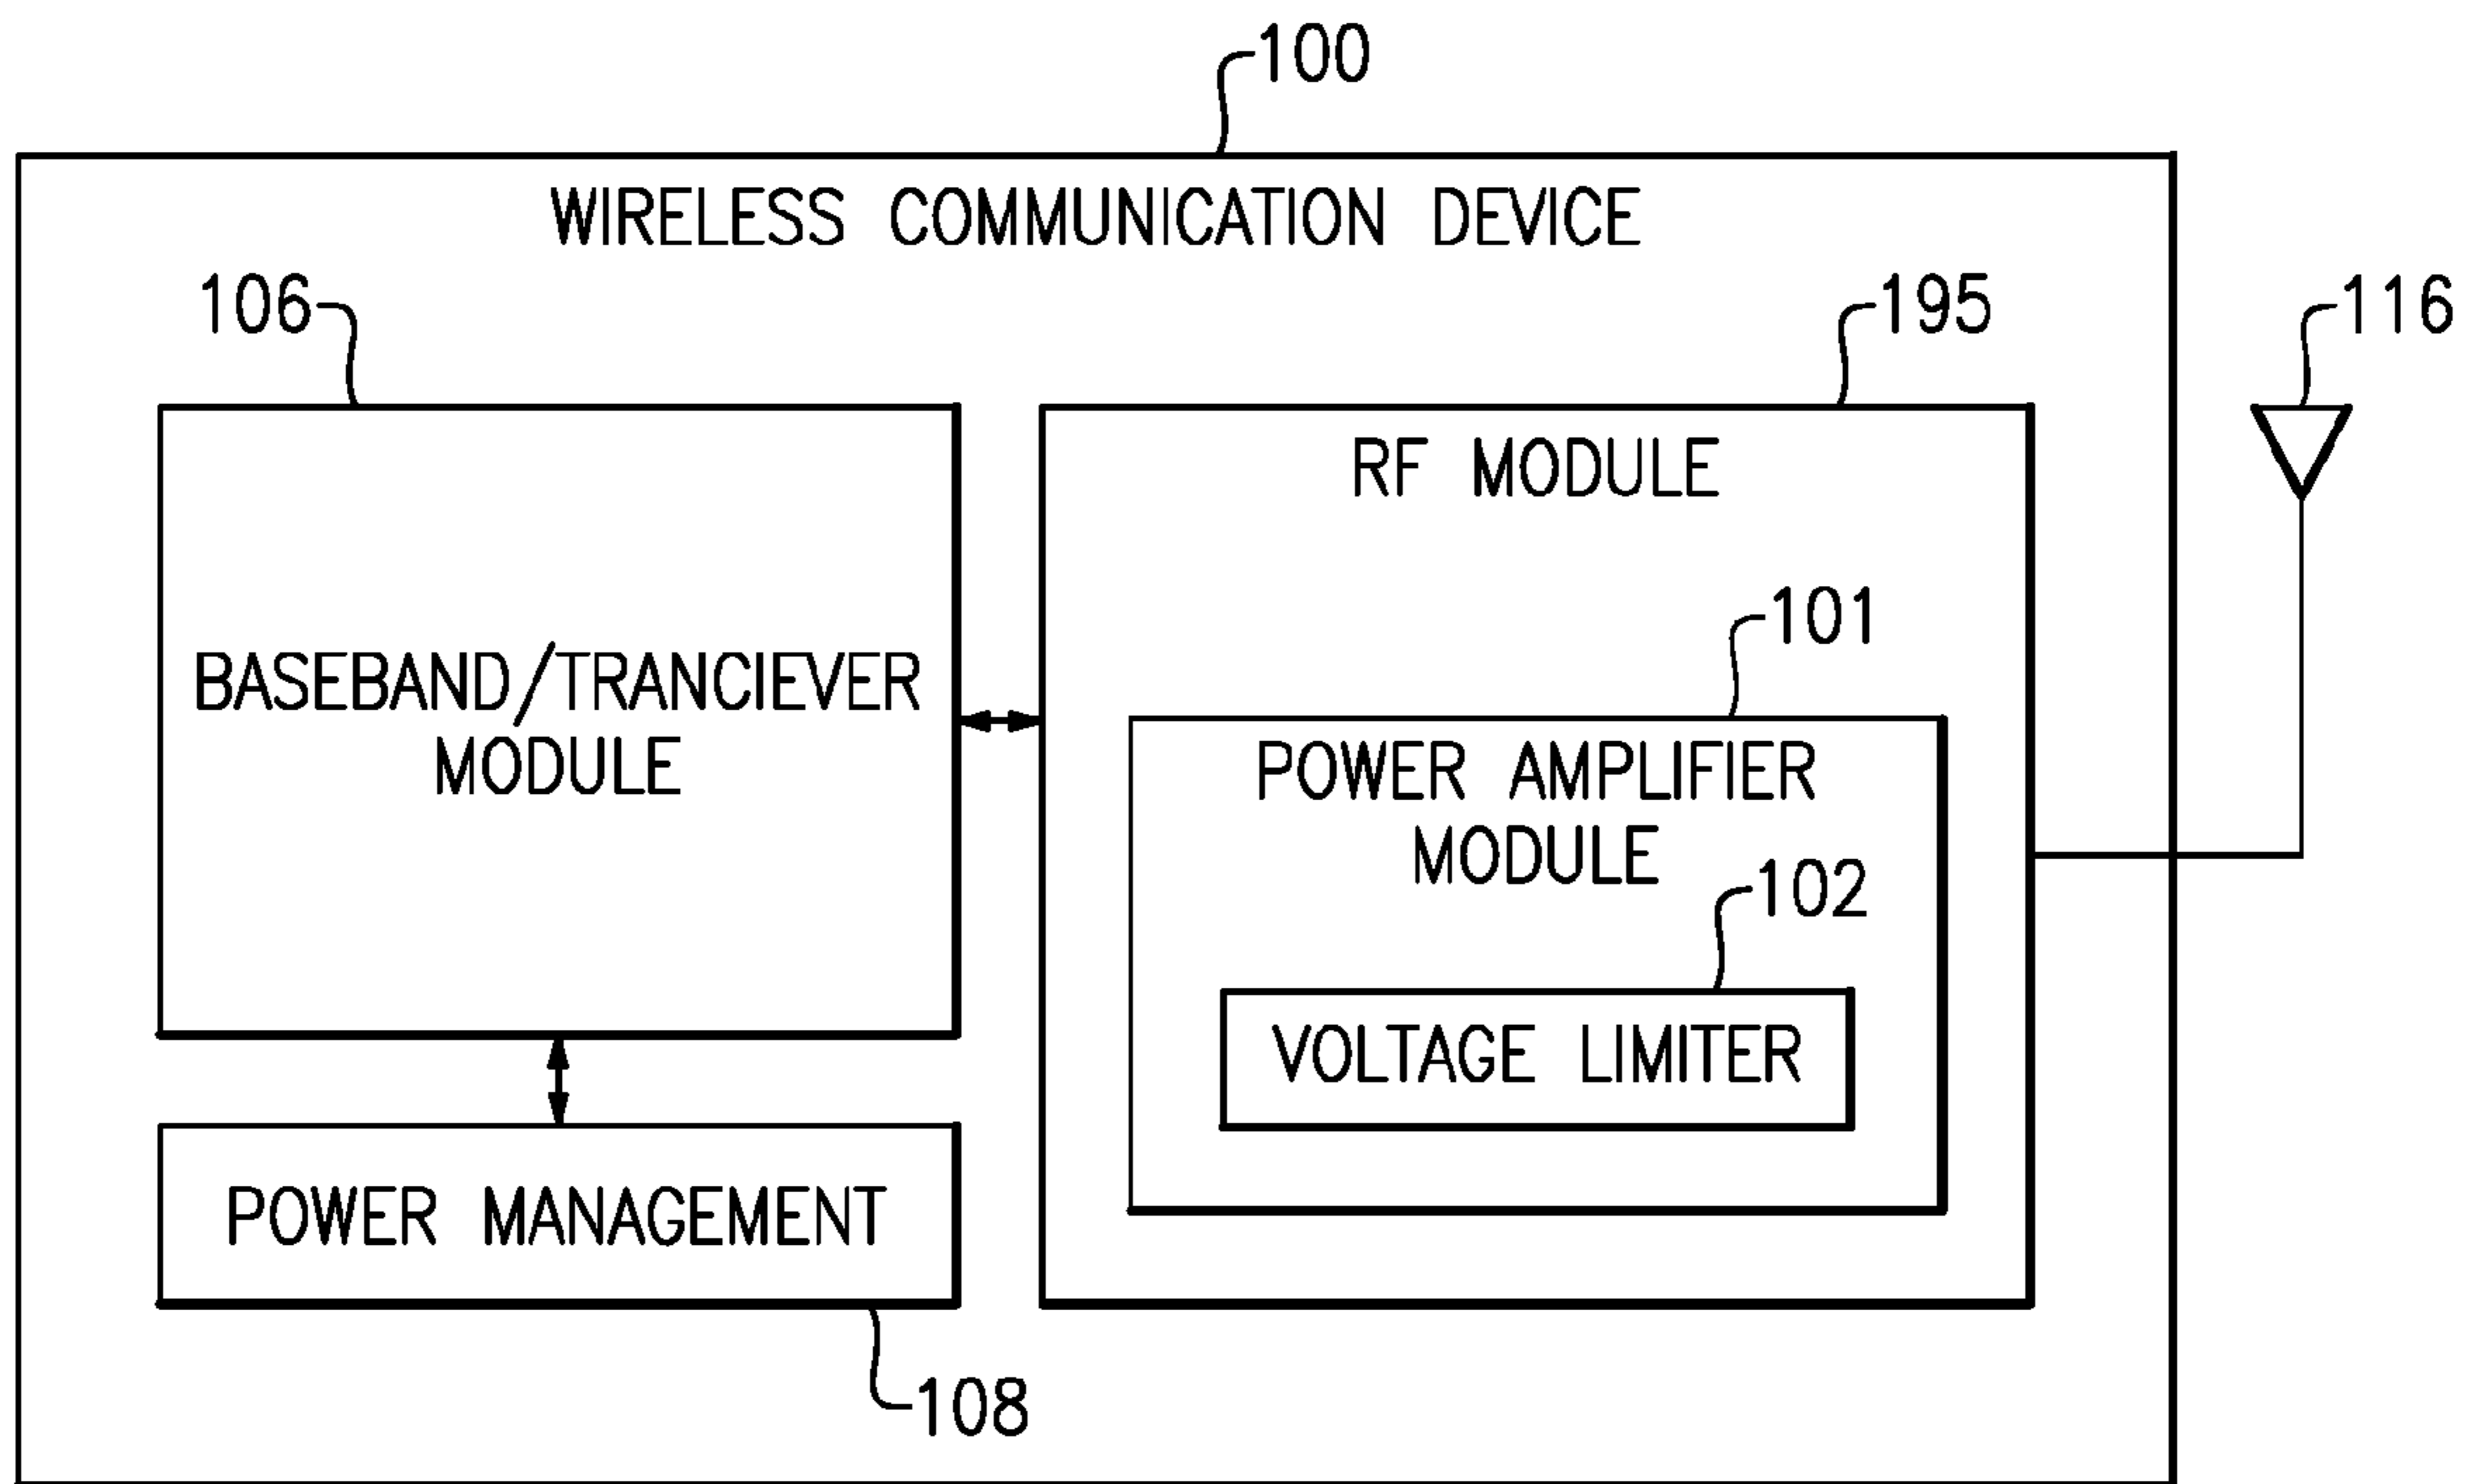 100
WIRELESS COMMUNICATION DEVICE
106
195
116
RF MODULE
101
BASEBAND/TRANCIEVER
MODULE
POWER AMPLIFIER
MODULE
102
VOLTAGE LIMITER
POWER MANAGEMENT
108